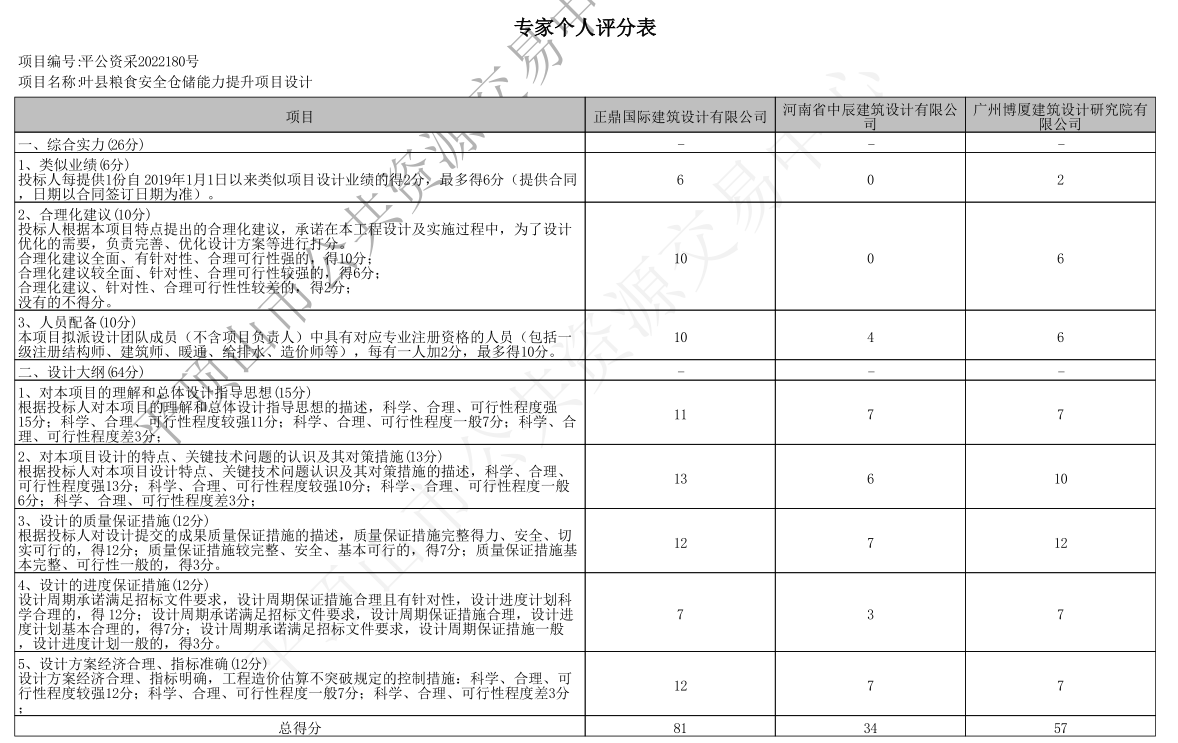 专家个人评分表
项目编号:平公资采2022180号
项目名称:叶县粮食安全仓储能力提升项目设计
项目 正鼎国际建筑设计有限公司 河南省中辰建筑设计有限公司 广州博厦建筑设计研究院有限公司
一、综合实力(26分) - - -
1、类似业绩(6分)
投标人每提供1份自 2019年1月1日以来类似项目设计业绩的得2分，最多得6分（提供合同
，日期以合同签订日期为准）。
6 0 2
2、合理化建议(10分)
投标人根据本项目特点提出的合理化建议，承诺在本工程设计及实施过程中，为了设计
优化的需要，负责完善、优化设计方案等进行打分。
合理化建议全面、有针对性、合理可行性强的，得10分；
合理化建议较全面、针对性、合理可行性较强的，得6分；
合理化建议、针对性、合理可行性性较差的，得2分；
没有的不得分。
10 0 6
3、人员配备(10分)
本项目拟派设计团队成员（不含项目负责人）中具有对应专业注册资格的人员（包括一
级注册结构师、建筑师、暖通、给排水、造价师等），每有一人加2分，最多得10分。
10 4 6
二、设计大纲(64分) - - -
1、对本项目的理解和总体设计指导思想(15分)
根据投标人对本项目的理解和总体设计指导思想的描述，科学、合理、可行性程度强
15分；科学、合理、可行性程度较强11分；科学、合理、可行性程度一般7分；科学、合
理、可行性程度差3分；
11 7 7
2、对本项目设计的特点、关键技术问题的认识及其对策措施(13分)
根据投标人对本项目设计特点、关键技术问题认识及其对策措施的描述，科学、合理、
可行性程度强13分；科学、合理、可行性程度较强10分；科学、合理、可行性程度一般
6分；科学、合理、可行性程度差3分；
13 6 10
3、设计的质量保证措施(12分)
根据投标人对设计提交的成果质量保证措施的描述，质量保证措施完整得力、安全、切
实可行的，得12分；质量保证措施较完整、安全、基本可行的，得7分；质量保证措施基
本完整、可行性一般的，得3分。
12 7 12
4、设计的进度保证措施(12分)
设计周期承诺满足招标文件要求，设计周期保证措施合理且有针对性，设计进度计划科
学合理的，得 12分；设计周期承诺满足招标文件要求，设计周期保证措施合理，设计进
度计划基本合理的，得7分；设计周期承诺满足招标文件要求，设计周期保证措施一般
，设计进度计划一般的，得3分。
7 3 7
5、设计方案经济合理、指标准确(12分)
设计方案经济合理、指标明确，工程造价估算不突破规定的控制措施：科学、合理、可
行性程度较强12分；科学、合理、可行性程度一般7分；科学、合理、可行性程度差3分
；
12 7 7
总得分 81 34 57
平顶山市公共资源交易中
平顶山市公共资源交易中心